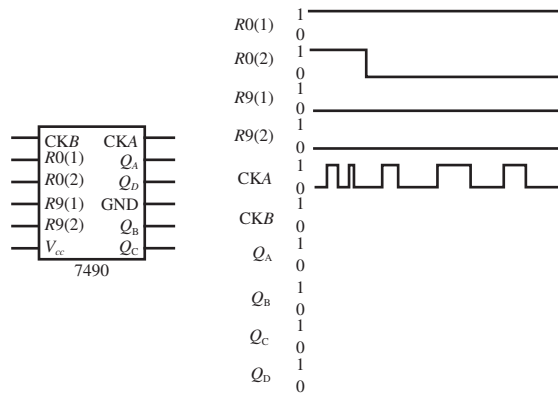 CKB CKA
R0(1) QA
R0(2) QD
R9(1) GND
R9(2) QB
Vcc QC
7490
R0(1) 1
0
R0(2) 1
0
R9(1) 1
0
R9(2) 1
0
CKA 1
0
CKB 1
0
QA 1
0
QB 1
0
QC 1
0
QD 1
0